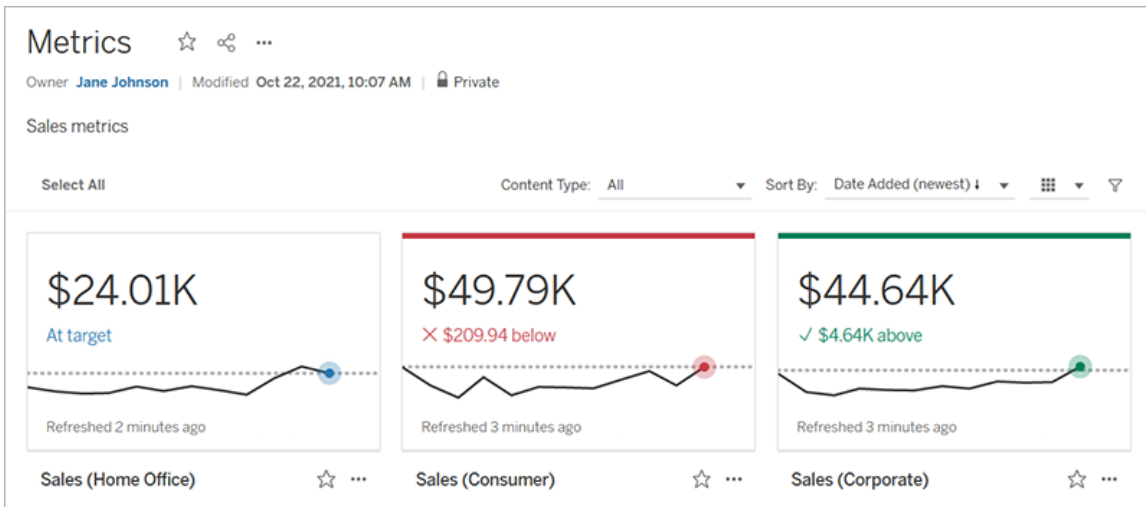 Metrics
Owner Jane Johnson | Modified Oct 22, 2021, 10:07 AM | Private
Sales metrics
Select All Content Type: All Sort By: Date Added (newest) ↓
$24.01K $49.79K $44.64K
At target × $209.94 below ✓ $4.64K above
Refreshed 2 minutes ago Refreshed 3 minutes ago Refreshed 3 minutes ago
Sales (Home Office) Sales (Consumer) Sales (Corporate)